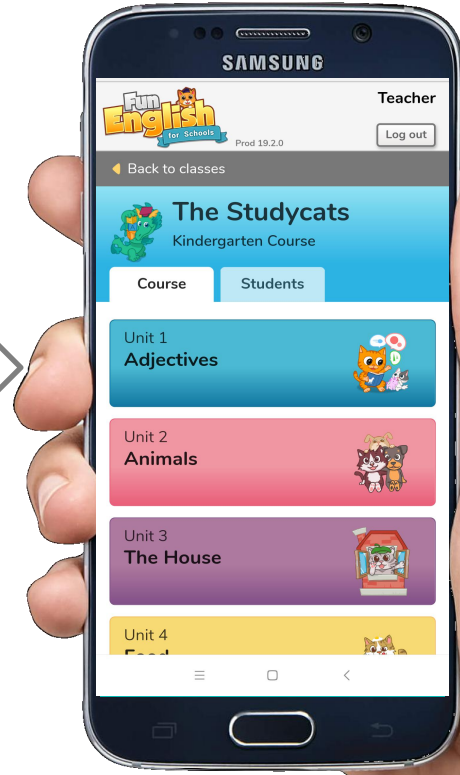 SAMSUNG
Fun
English
for Schools
Prod 19.2.0
Teacher
Log out
Back to classes
The Studycats
Kindergarten Course
Course
Students
Unit 1
Adjectives
Unit 2
Animals
Unit 3
The House
Unit 4
Food